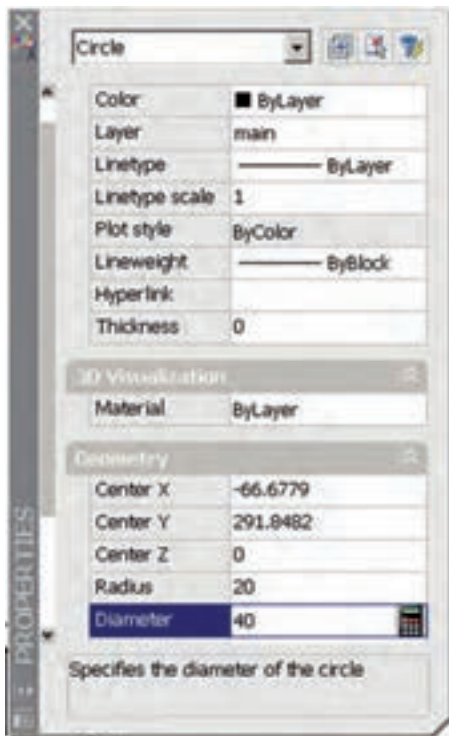 Circle
Color ByLayer
Layer main
Linetype ByLayer
Linetype scale 1
Plot style ByColor
Lineweight ByBlock
Hyperlink
Thickness 0
3D Visualization
Material ByLayer
Geometry
Center X -66.6779
Center Y 291.8482
Center Z 0
Radius 20
Diameter 40
Specifies the diameter of the circle
PROPERTIES